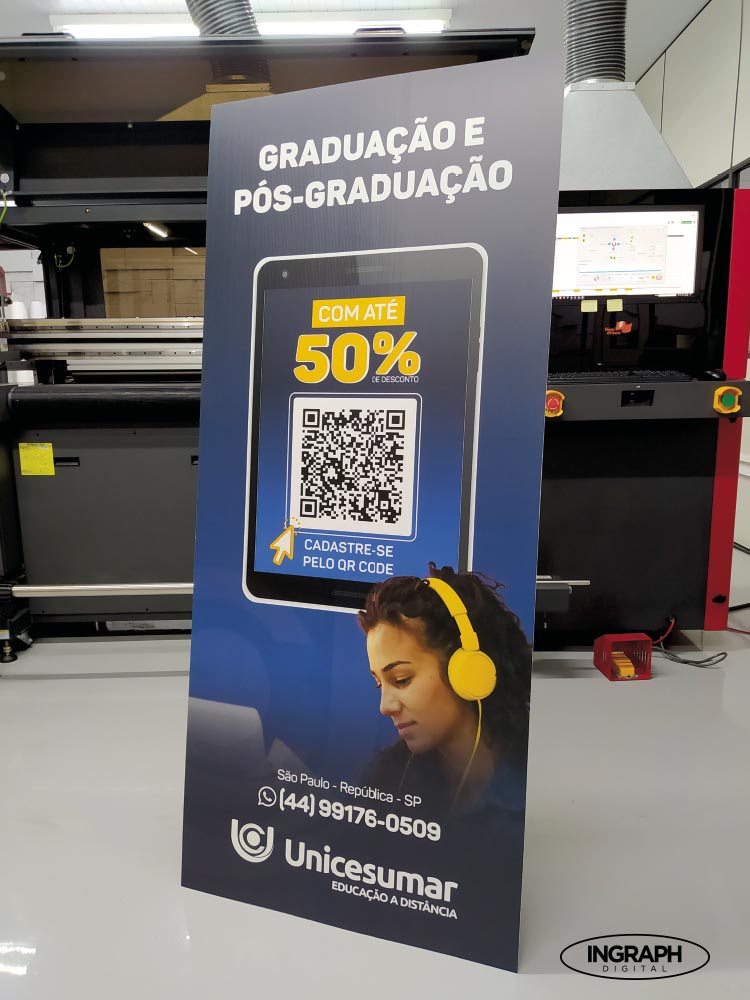 GRADUAÇÃO E
PÓS-GRADUAÇÃO
COM ATÉ
50%
DE DESCONTO
CADASTRE-SE
PELO QR CODE
São Paulo - República - SP
(44) 99176-0509
Unicesumar
EDUCAÇÃO A DISTÂNCIA
INGRAPH
DIGITAL